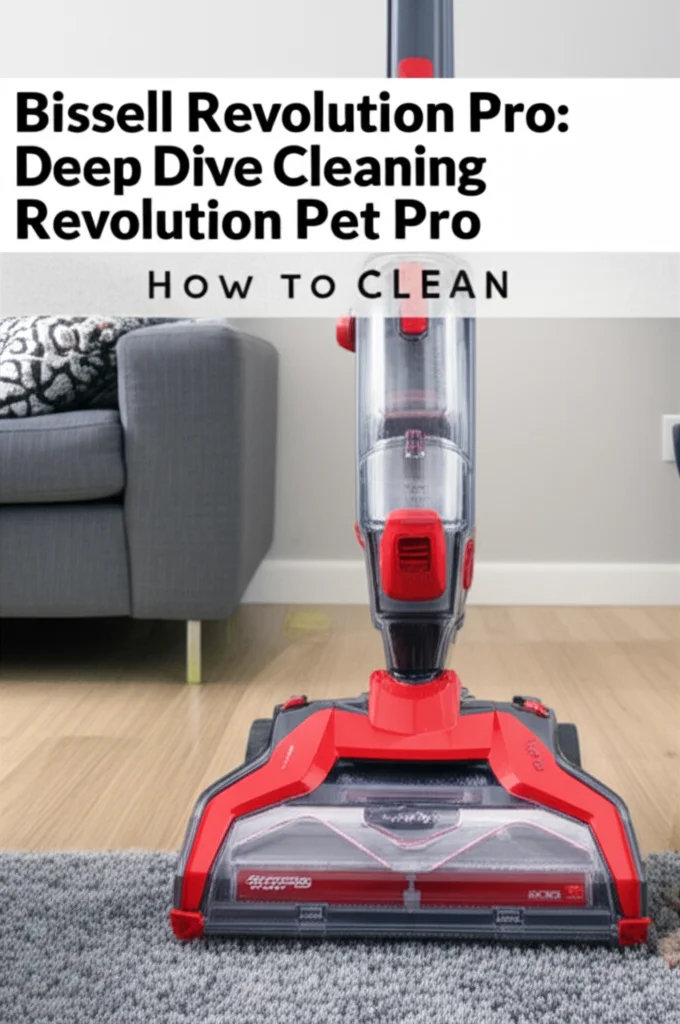 Bissell Revolution Pro:
Deep Dive Cleaning
Revolution Pet Pro
HOW TO CLEAN